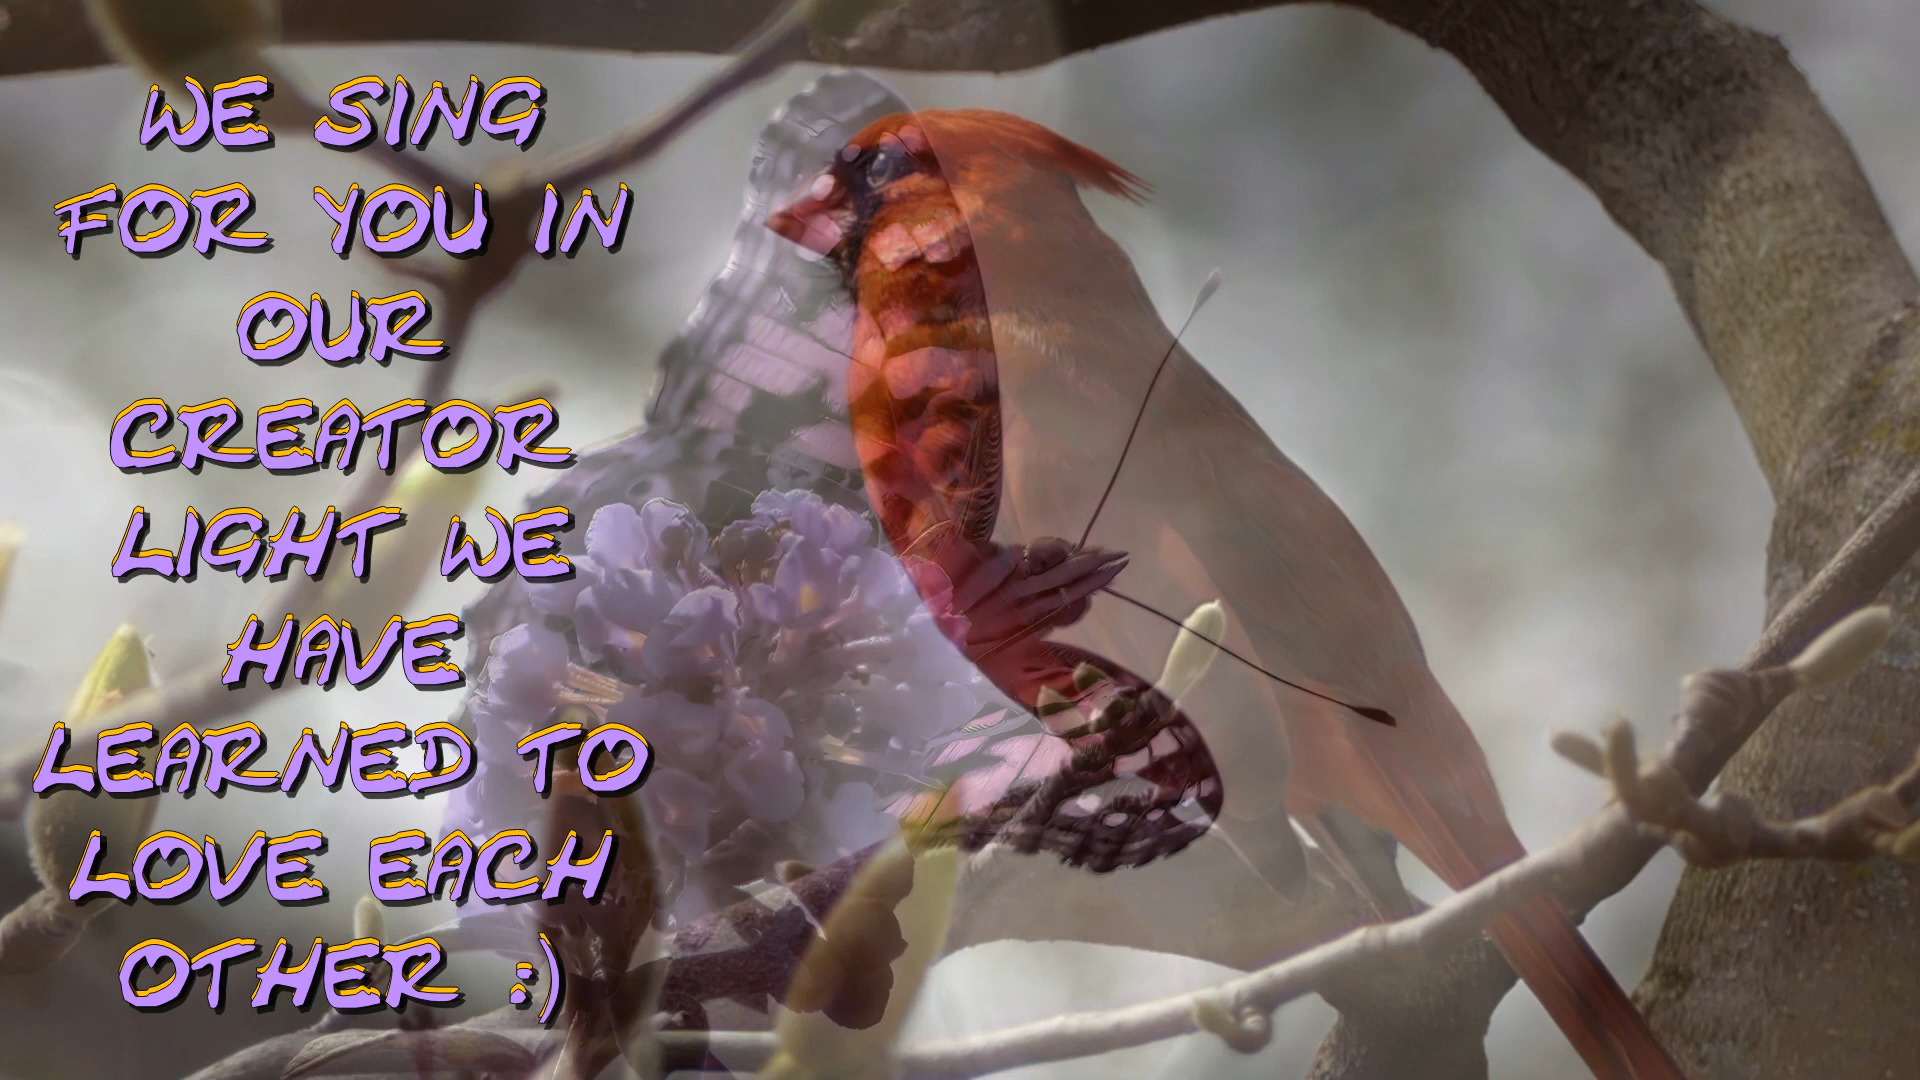 WE SING
FOR YOU IN
OUR
CREATOR
LIGHT WE
HAVE
LEARNED TO
LOVE EACH
OTHER :)